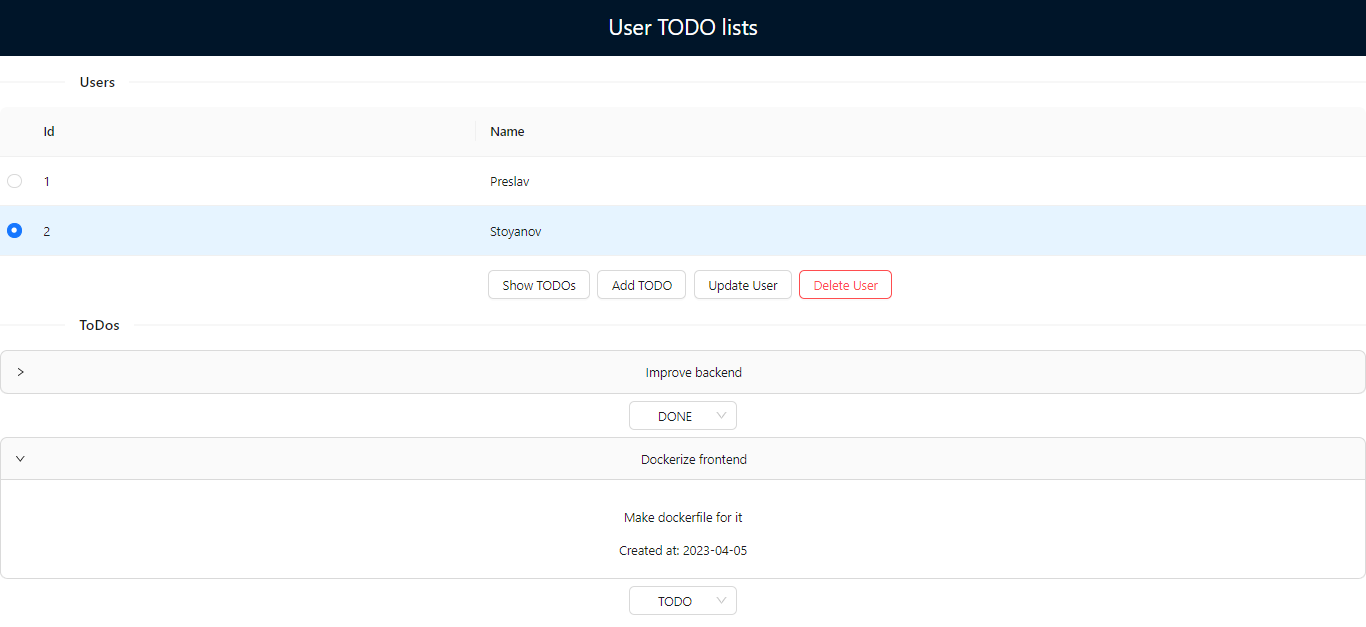 User TODO lists
Users
Id Name
1 Preslav
2 Stoyanov
Show TODOs Add TODO Update User Delete User
ToDos
Improve backend
DONE
Dockerize frontend
Make dockerfile for it
Created at: 2023-04-05
TODO